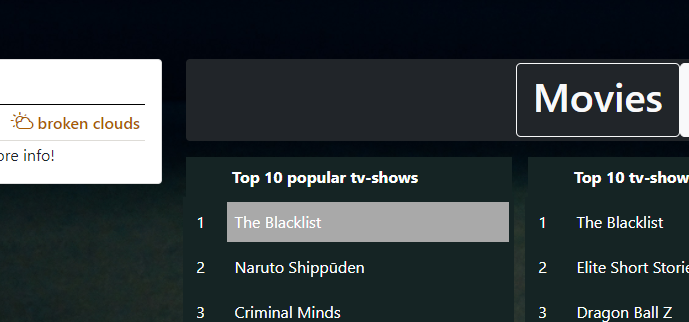 Movies
broken clouds
ore info!
Top 10 popular tv-shows
1 The Blacklist
2 Naruto Shippūden
3 Criminal Minds
Top 10 tv-show
1 The Blacklist
2 Elite Short Storie
3 Dragon Ball Z